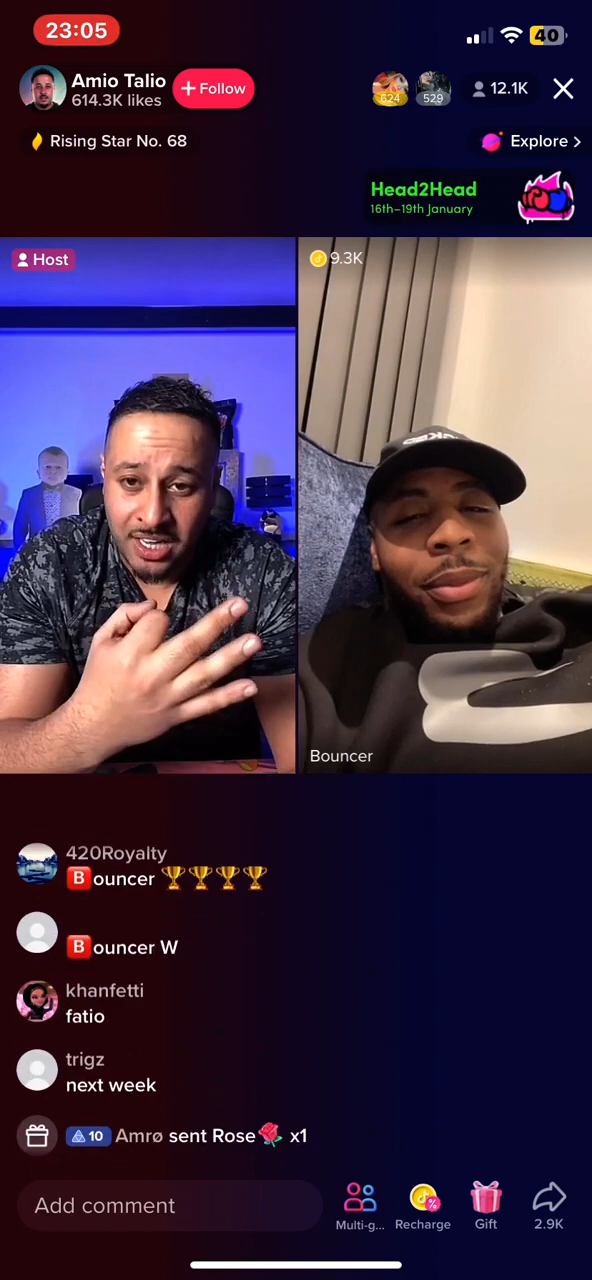 23:05
40
Amio Talio
614.3K likes
+ Follow
624
529
12.1K
Rising Star No. 68
Explore >
Head2Head
16th–19th January
Host
9.3K
Bouncer
420Royalty
🅱️ouncer 🏆🏆🏆🏆
🅱️ouncer W
khanfetti
fatio
trigz
next week
10 Amrø sent Rose🌹 x1
Add comment
Multi-g...
Recharge
Gift
2.9K